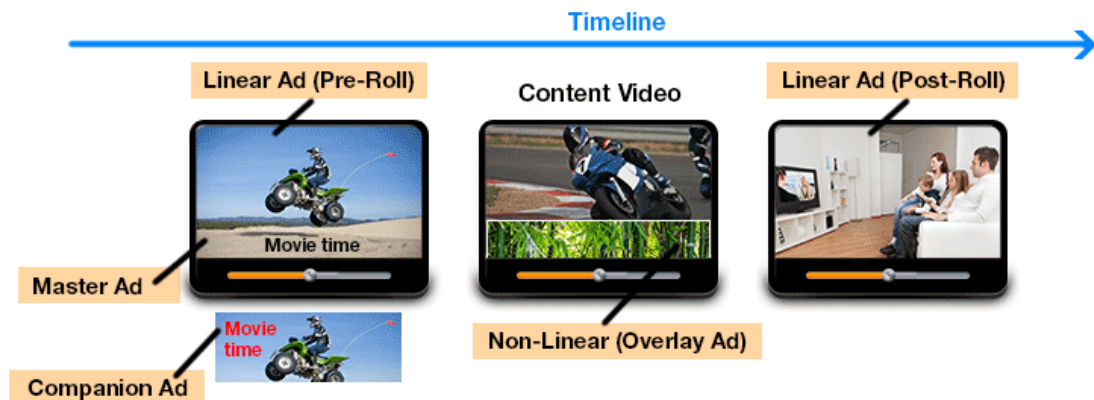 Timeline
Linear Ad (Pre-Roll)
Content Video
Linear Ad (Post-Roll)
Movie time
Master Ad
Movie
time
Non-Linear (Overlay Ad)
Companion Ad